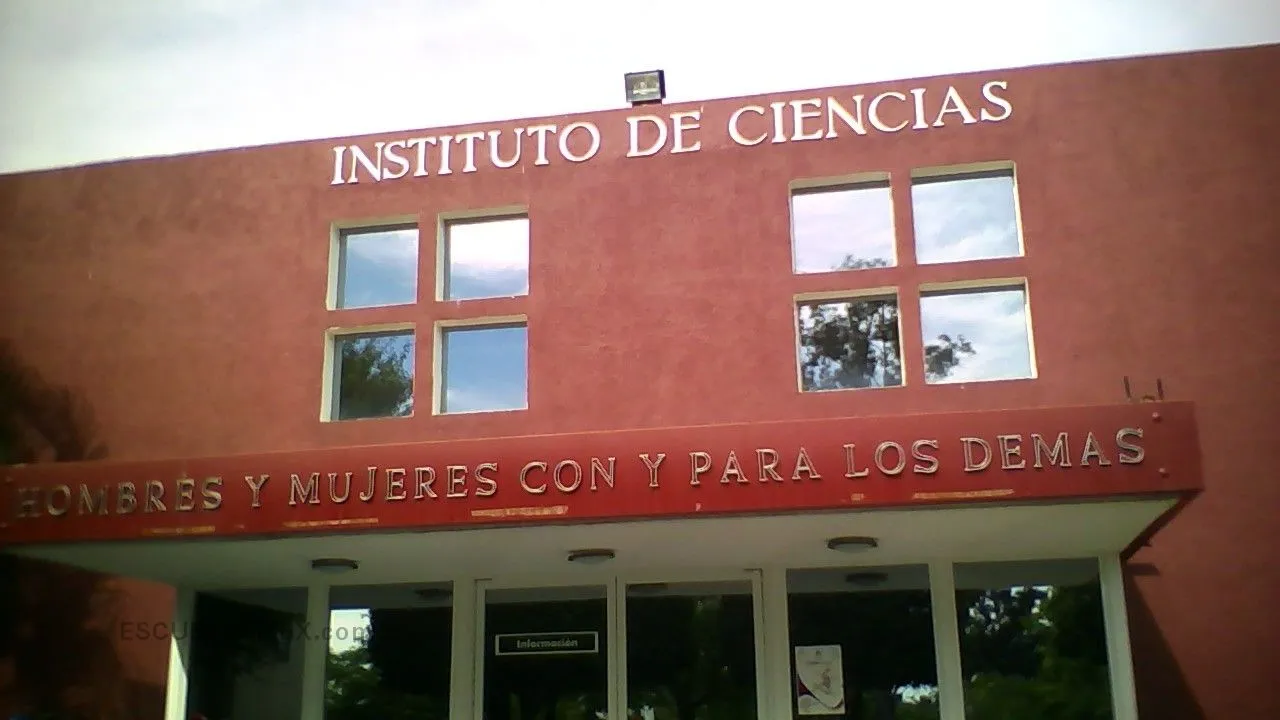 INSTITUTO DE CIENCIAS
HOMBRES Y MUJERES CON Y PARA LOS DEMAS
Información